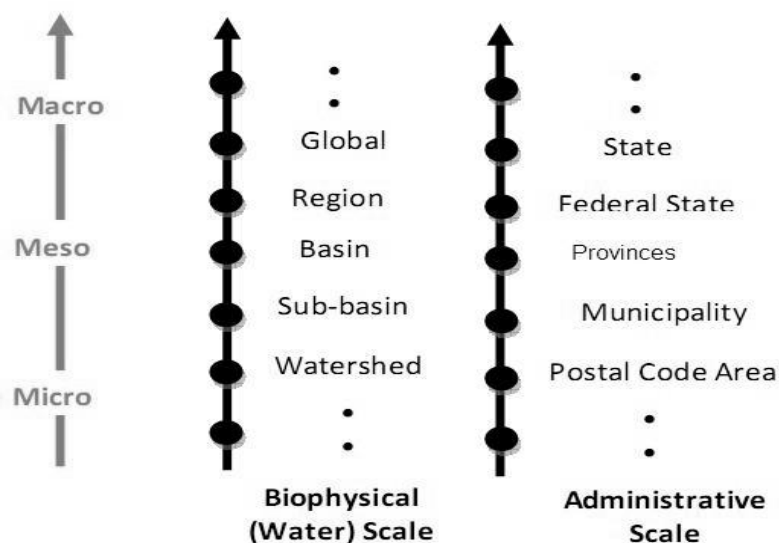 Macro
Meso
Micro
Global
Region
Basin
Sub-basin
Watershed
Biophysical
(Water) Scale
State
Federal State
Provinces
Municipality
Postal Code Area
Administrative
Scale